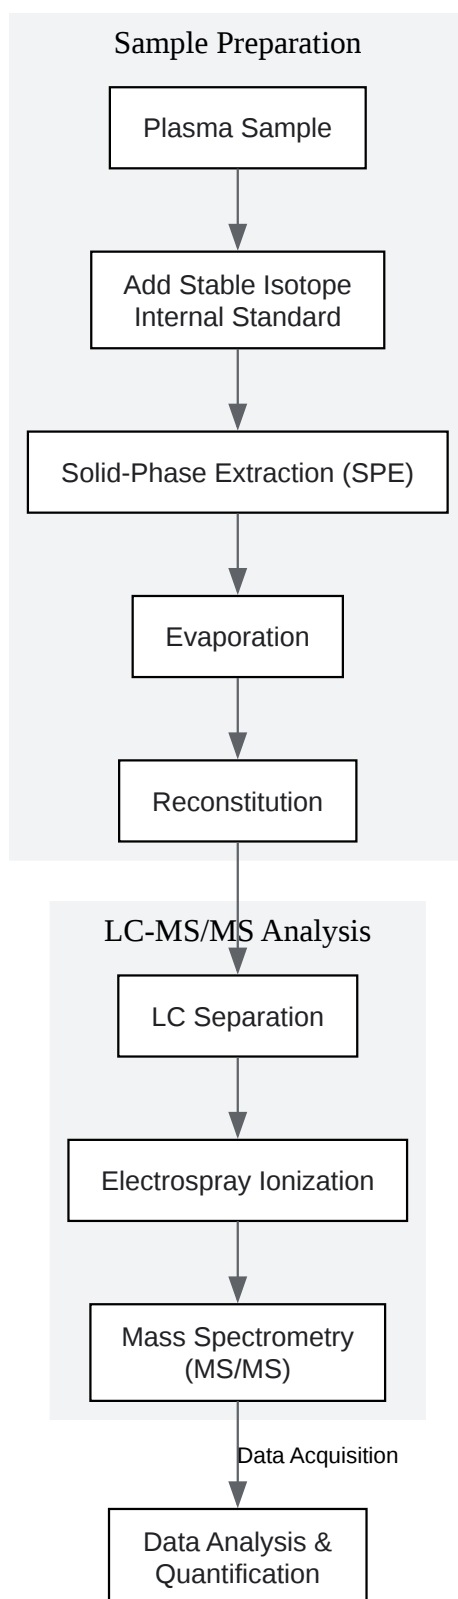 Sample Preparation
Plasma Sample
Add Stable Isotope
Internal Standard
Solid-Phase Extraction (SPE)
Evaporation
Reconstitution
LC-MS/MS Analysis
LC Separation
Electrospray Ionization
Mass Spectrometry
(MS/MS)
Data Acquisition
Data Analysis &
Quantification